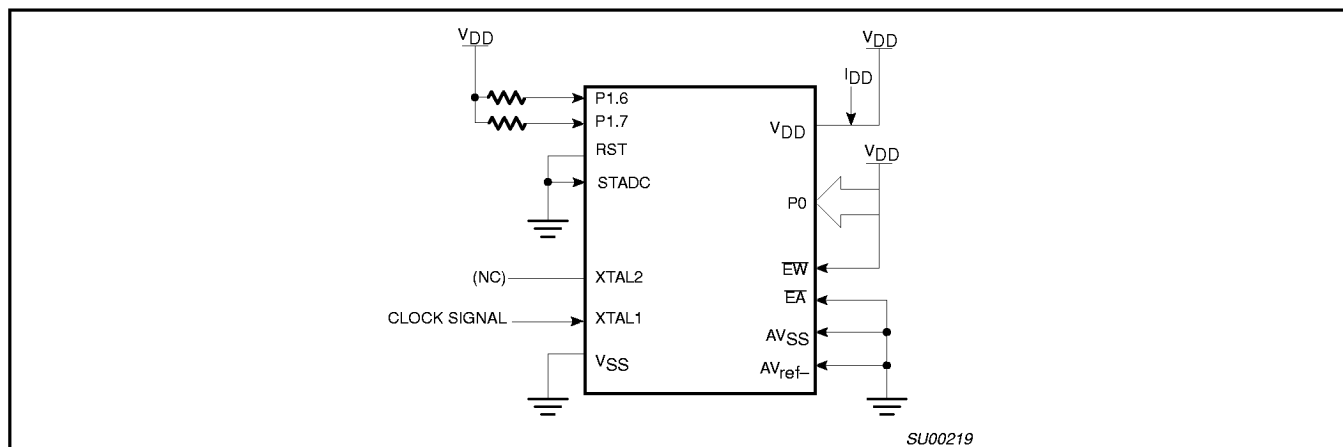 VDD
P1.6
P1.7
RST
STADC
(NC)
XTAL2
CLOCK SIGNAL
XTAL1
VSS
VDD
IDD
VDD
VDD
P0
EW
EA
AVSS
AVref–
SU00219